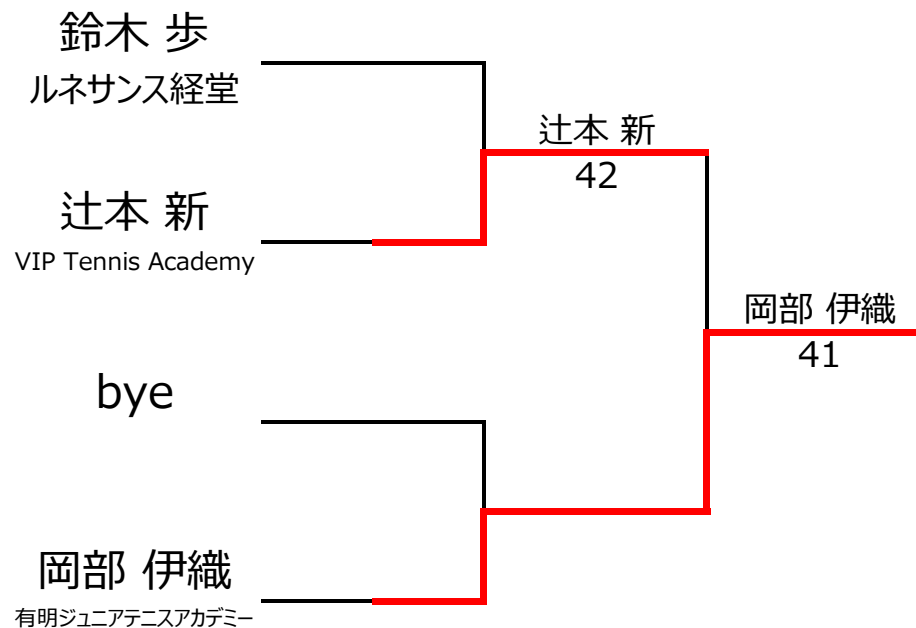 鈴木 歩
ルネサンス経堂
辻本 新
42
辻本 新
VIP Tennis Academy
岡部 伊織
41
bye
岡部 伊織
有明ジュニアテニスアカデミー